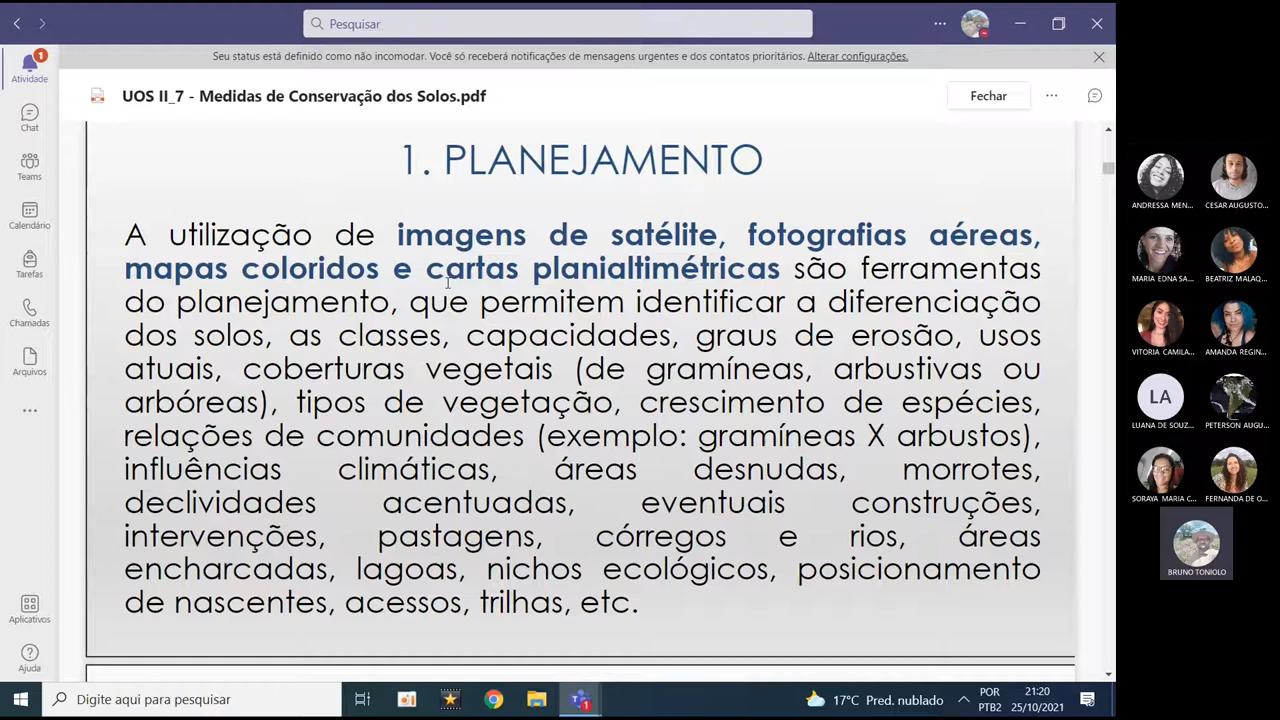 Pesquisar
Seu status está definido como não incomodar. Você só receberá notificações de mensagens urgentes e dos contatos prioritários. Alterar configurações.
1
Atividade
Chat
Teams
Calendário
Tarefas
Chamadas
Arquivos
Aplicativos
Ajuda
UOS II_7 - Medidas de Conservação dos Solos.pdf
Fechar
1. PLANEJAMENTO
A utilização de imagens de satélite, fotografias aéreas,
mapas coloridos e cartas planialtimétricas são ferramentas
do planejamento, que permitem identificar a diferenciação
dos solos, as classes, capacidades, graus de erosão, usos
atuais, coberturas vegetais (de gramíneas, arbustivas ou
arbóreas), tipos de vegetação, crescimento de espécies,
relações de comunidades (exemplo: gramíneas X arbustos),
influências climáticas, áreas desnudas, morrotes,
declividades acentuadas, eventuais construções,
intervenções, pastagens, córregos e rios, áreas
encharcadas, lagoas, nichos ecológicos, posicionamento
de nascentes, acessos, trilhas, etc.
ANDRESSA MEN...
CESAR AUGUSTO...
MARIA EDNA SA...
BEATRIZ MALAQ...
VITORIA CAMILA...
AMANDA REGIN...
LA
LUANA DE SOUZ...
PETERSON AUGU...
SORAYA MARIA C...
FERNANDA DE O...
BRUNO TONIOLO
Digite aqui para pesquisar
1
17°C Pred. nublado
POR
PTB2
21:20
25/10/2021